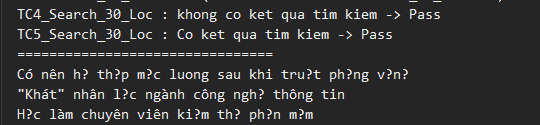 TC4_Search_30_Loc : khong co ket qua tim kiem -> Pass
TC5_Search_30_Loc : Co ket qua tim kiem -> Pass
================================
Có nên h? th?p m?c luong sau khi tru?t ph?ng v?n?
"Khát" nhân l?c ngành công ngh? thông tin
H?c làm chuyên viên ki?m th? ph?n m?m